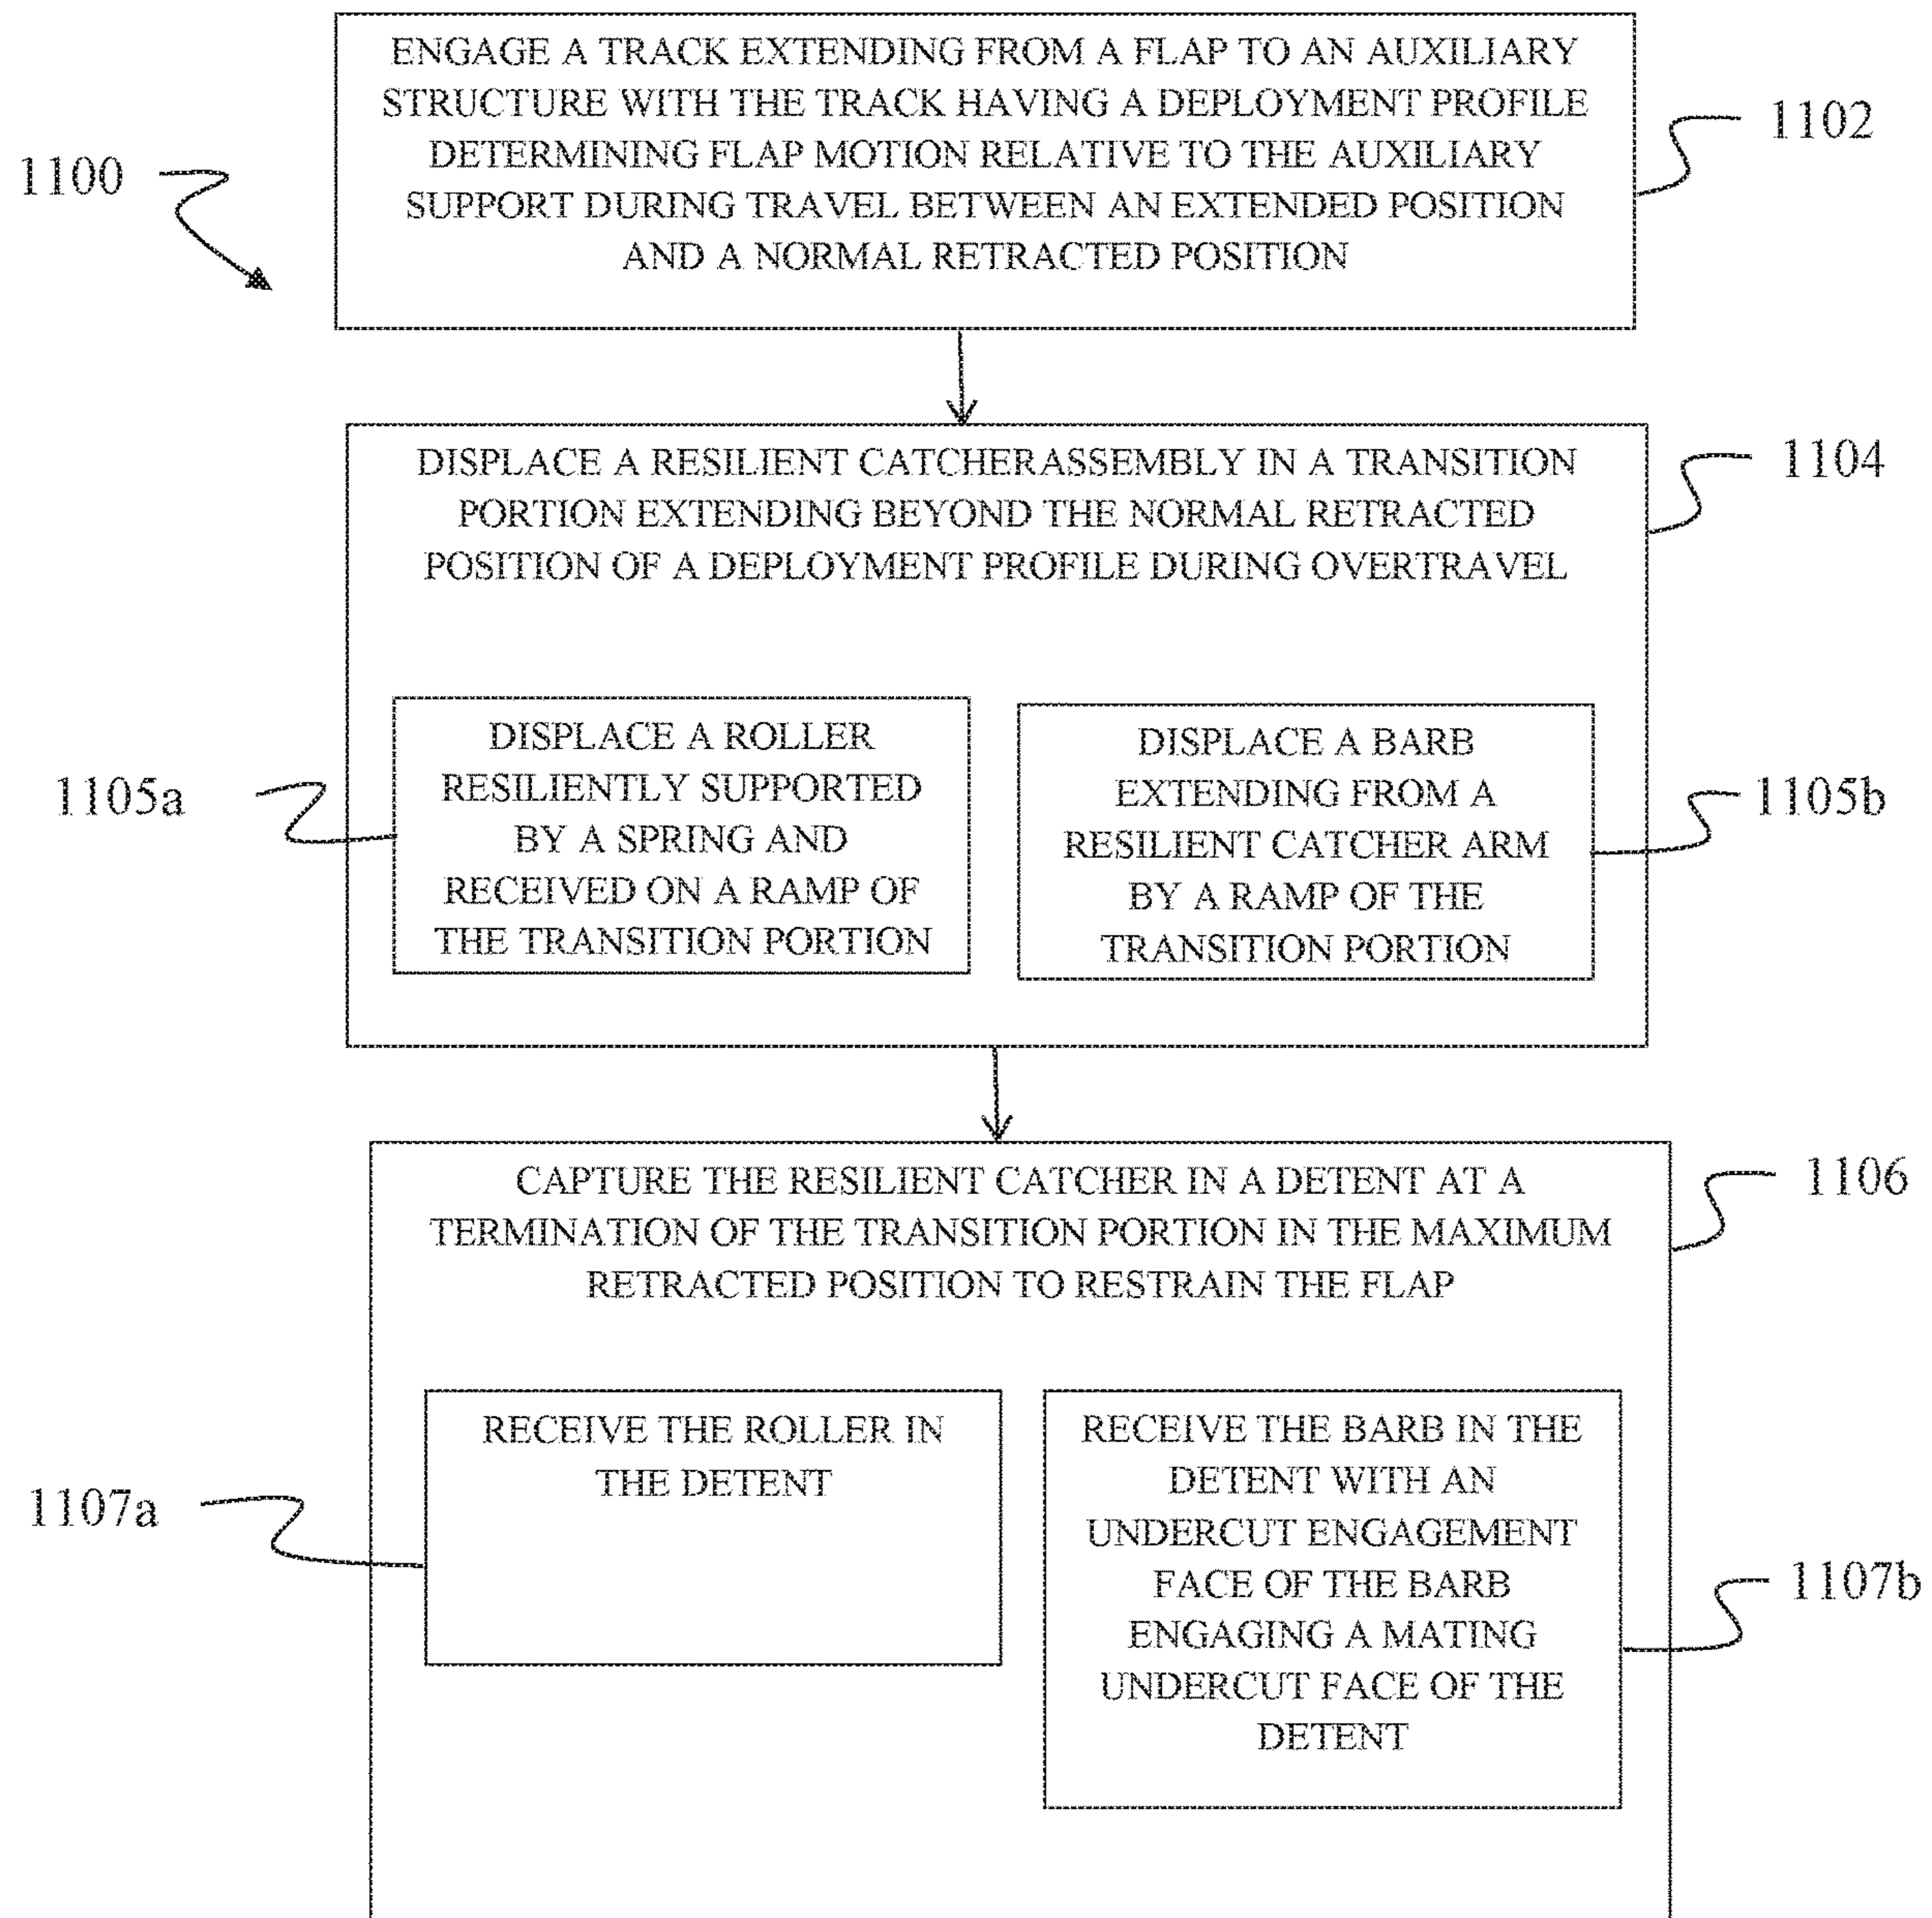 1100
ENGAGE A TRACK EXTENDING FROM A FLAP TO AN AUXILIARY
STRUCTURE WITH THE TRACK HAVING A DEPLOYMENT PROFILE
DETERMINING FLAP MOTION RELATIVE TO THE AUXILIARY
SUPPORT DURING TRAVEL BETWEEN AN EXTENDED POSITION
AND A NORMAL RETRACTED POSITION
1102
DISPLACE A RESILIENT CATCHERASSEMBLY IN A TRANSITION
PORTION EXTENDING BEYOND THE NORMAL RETRACTED
POSITION OF A DEPLOYMENT PROFILE DURING OVERTRAVEL
1104
1105a
DISPLACE A ROLLER
RESILIENTLY SUPPORTED
BY A SPRING AND
RECEIVED ON A RAMP OF
THE TRANSITION PORTION
DISPLACE A BARB
EXTENDING FROM A
RESILIENT CATCHER ARM
BY A RAMP OF THE
TRANSITION PORTION
1105b
CAPTURE THE RESILIENT CATCHER IN A DETENT AT A
TERMINATION OF THE TRANSITION PORTION IN THE MAXIMUM
RETRACTED POSITION TO RESTRAIN THE FLAP
1106
1107a
RECEIVE THE ROLLER IN
THE DETENT
RECEIVE THE BARB IN THE
DETENT WITH AN
UNDERCUT ENGAGEMENT
FACE OF THE BARB
ENGAGING A MATING
UNDERCUT FACE OF THE
DETENT
1107b